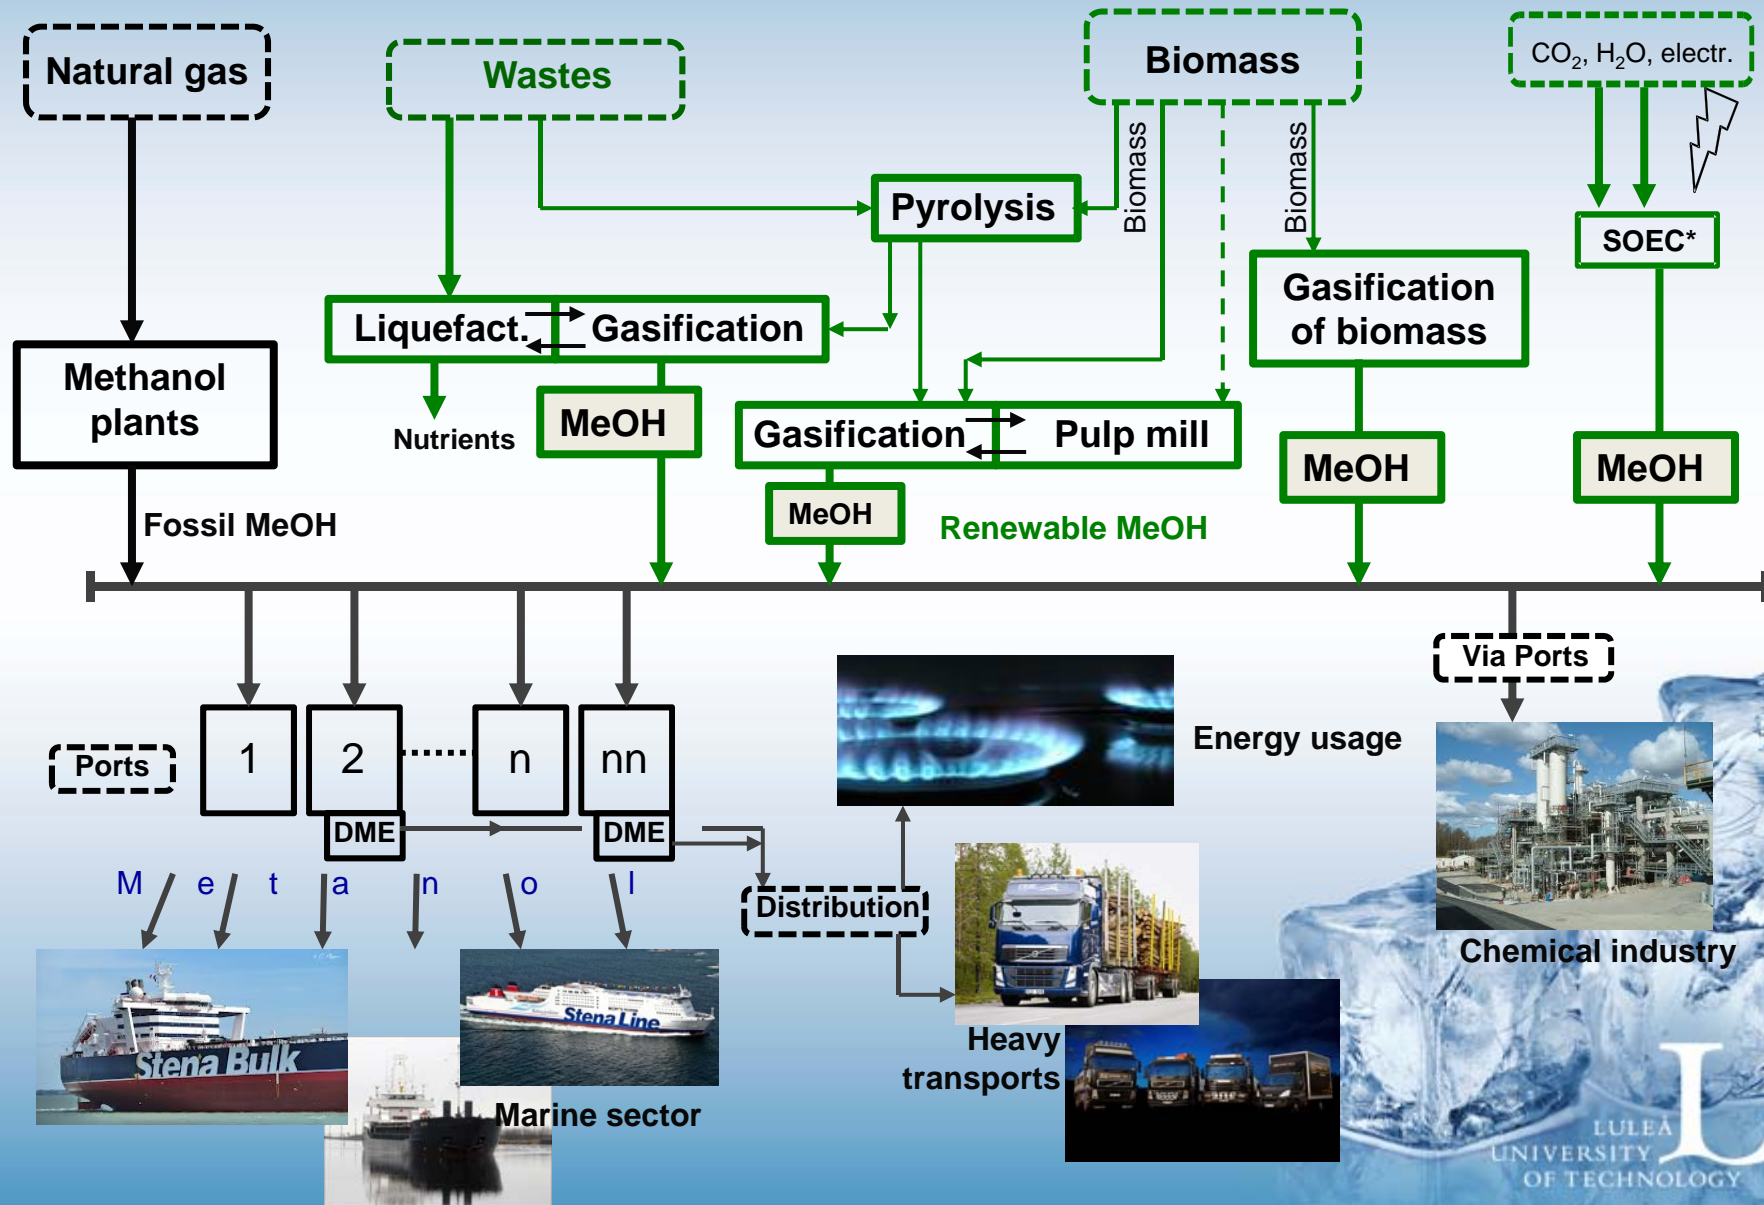 Natural gas
Wastes
Biomass
CO₂, H₂O, electr.
Biomass
Biomass
Pyrolysis
SOEC*
Liquefact.
Gasification
Gasification
of biomass
Methanol
plants
Nutrients
MeOH
Gasification
Pulp mill
MeOH
MeOH
MeOH
Fossil MeOH
Renewable MeOH
Via Ports
Ports
1
2
n
nn
DME
DME
Energy usage
M e t a n o l
Distribution
Chemical industry
Stena Bulk
Stena Line
Heavy
transports
Marine sector
LULEÅ
UNIVERSITY
OF TECHNOLOGY
L